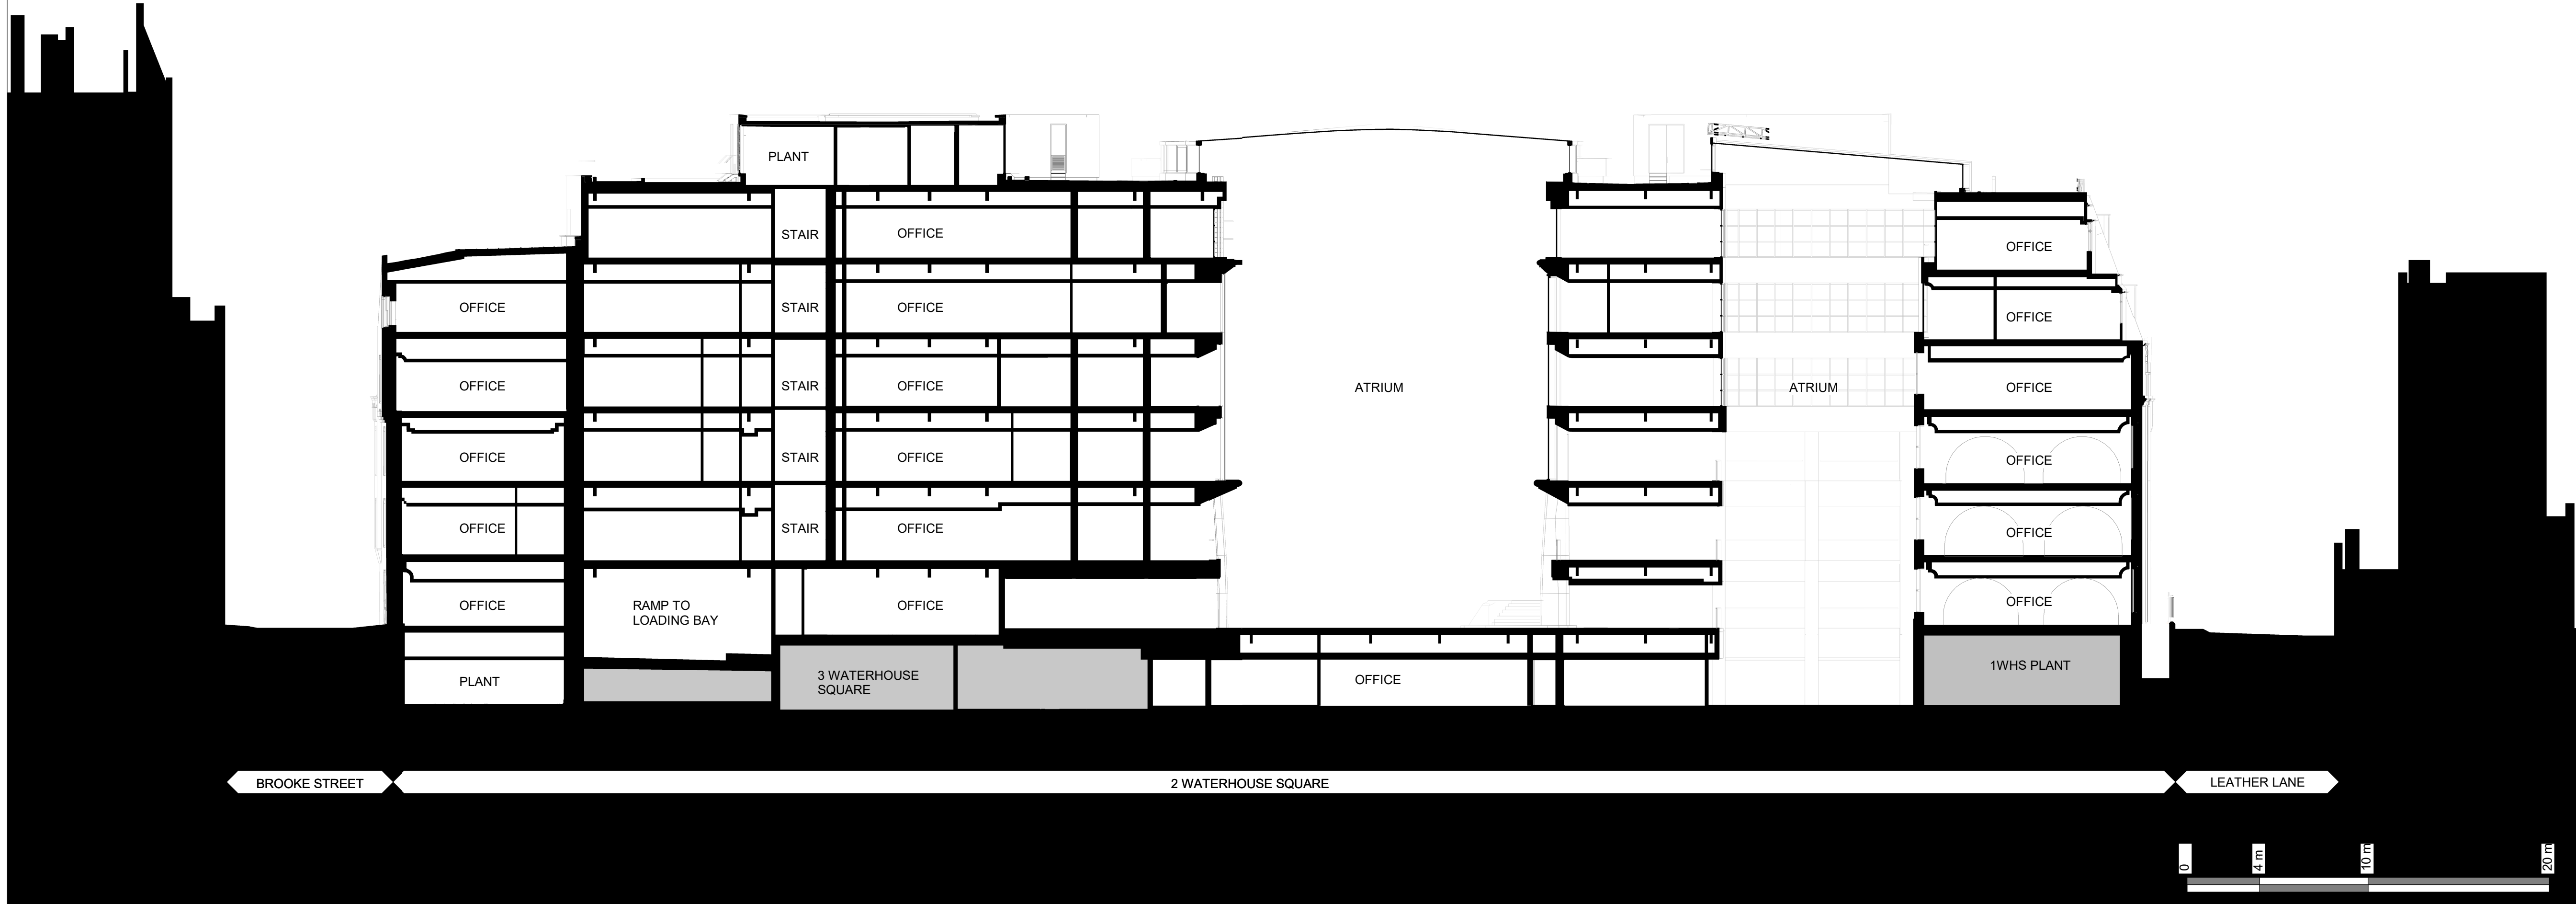 PLANT
STAIR
OFFICE
OFFICE
OFFICE
STAIR
OFFICE
OFFICE
OFFICE
STAIR
OFFICE
ATRIUM
ATRIUM
OFFICE
OFFICE
STAIR
OFFICE
OFFICE
OFFICE
STAIR
OFFICE
OFFICE
OFFICE
RAMP TO
LOADING BAY
OFFICE
OFFICE
PLANT
3 WATERHOUSE
SQUARE
OFFICE
1WHS PLANT
BROOKE STREET
2 WATERHOUSE SQUARE
LEATHER LANE
0
4 m
10 m
20 m